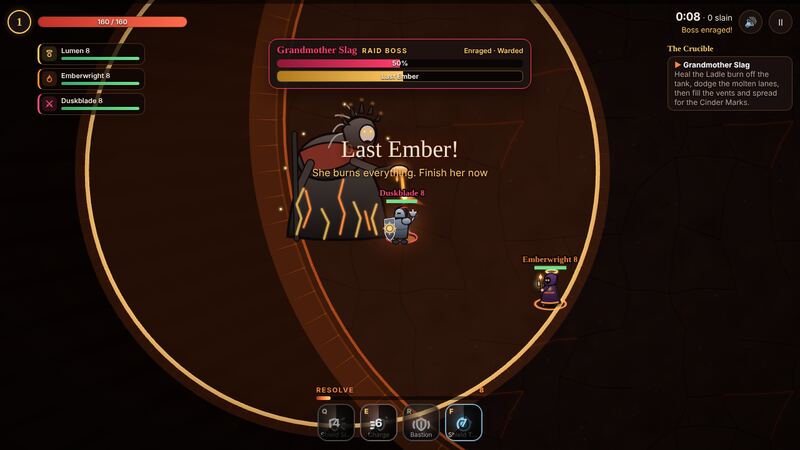 1
160 / 160
Lumen 8
Emberwright 8
Duskblade 8
Grandmother Slag RAID BOSS
Enraged · Warded
50%
Last Ember
0:08 · 0 slain
Boss enraged!
The Crucible
▶ Grandmother Slag
Heal the Ladle burn off the
tank, dodge the molten lanes,
then fill the vents and spread
for the Cinder Marks.
Last Ember!
She burns everything. Finish her now
Duskblade 8
Emberwright 8
RESOLVE
8
Q
4
E
6
Charge
R
Bastion
F
7